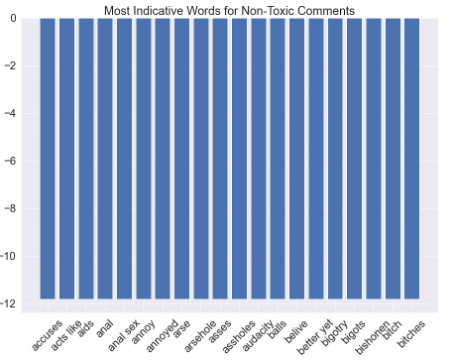 Most Indicative Words for Non-Toxic Comments
0
−2
−4
−6
−8
−10
−12
accuses
acts like
aids
anal
anal sex
annoy
annoyed
arse
arsehole
asses
assholes
audacity
balls
belive
better yet
bigotry
bigots
bishonen
bitch
bitches